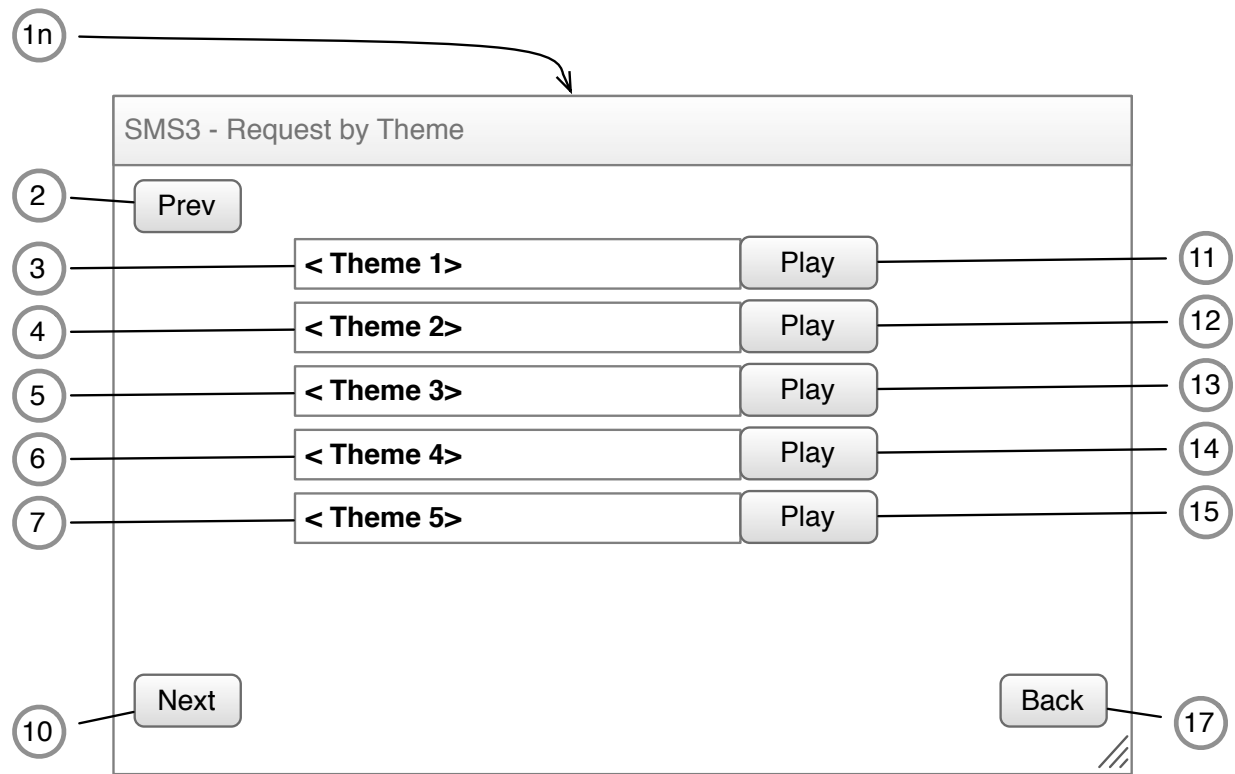 1n
SMS3 - Request by Theme
2 Prev
3 < Theme 1> Play 11
4 < Theme 2> Play 12
5 < Theme 3> Play 13
6 < Theme 4> Play 14
7 < Theme 5> Play 15
10 Next Back 17